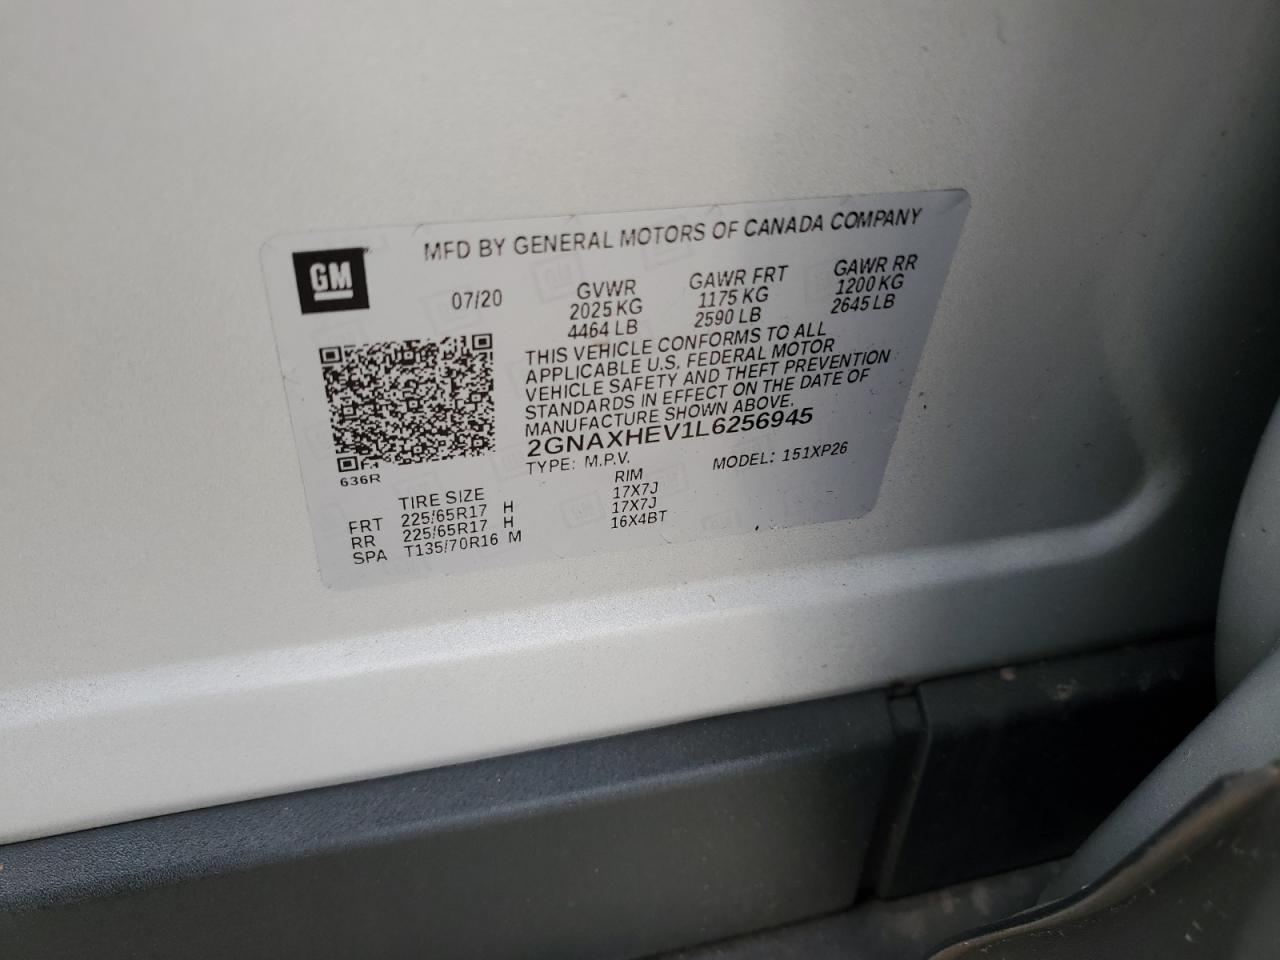 GM
MFD BY GENERAL MOTORS OF CANADA COMPANY
07/20
GVWR GAWR FRT GAWR RR
2025 KG 1175 KG 1200 KG
4464 LB 2590 LB 2645 LB
THIS VEHICLE CONFORMS TO ALL
APPLICABLE U.S. FEDERAL MOTOR
VEHICLE SAFETY AND THEFT PREVENTION
STANDARDS IN EFFECT ON THE DATE OF
MANUFACTURE SHOWN ABOVE.
2GNAXHEV1L6256945
TYPE: M.P.V. MODEL: 151XP26
636R
TIRE SIZE RIM
FRT 225/65R17 H 17X7J
RR 225/65R17 H 17X7J
SPA T135/70R16 M 16X4BT